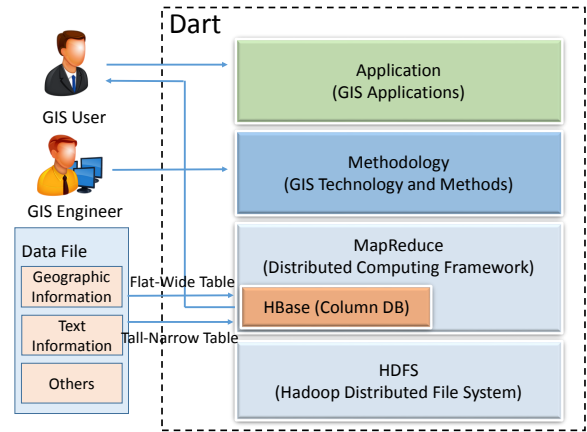 Dart
GIS User
GIS Engineer
Application
(GIS Applications)
Methodology
(GIS Technology and Methods)
MapReduce
(Distributed Computing Framework)
HBase (Column DB)
HDFS
(Hadoop Distributed File System)
Data File
Geographic
Information
Text
Information
Others
Flat-Wide Table
Tall-Narrow Table